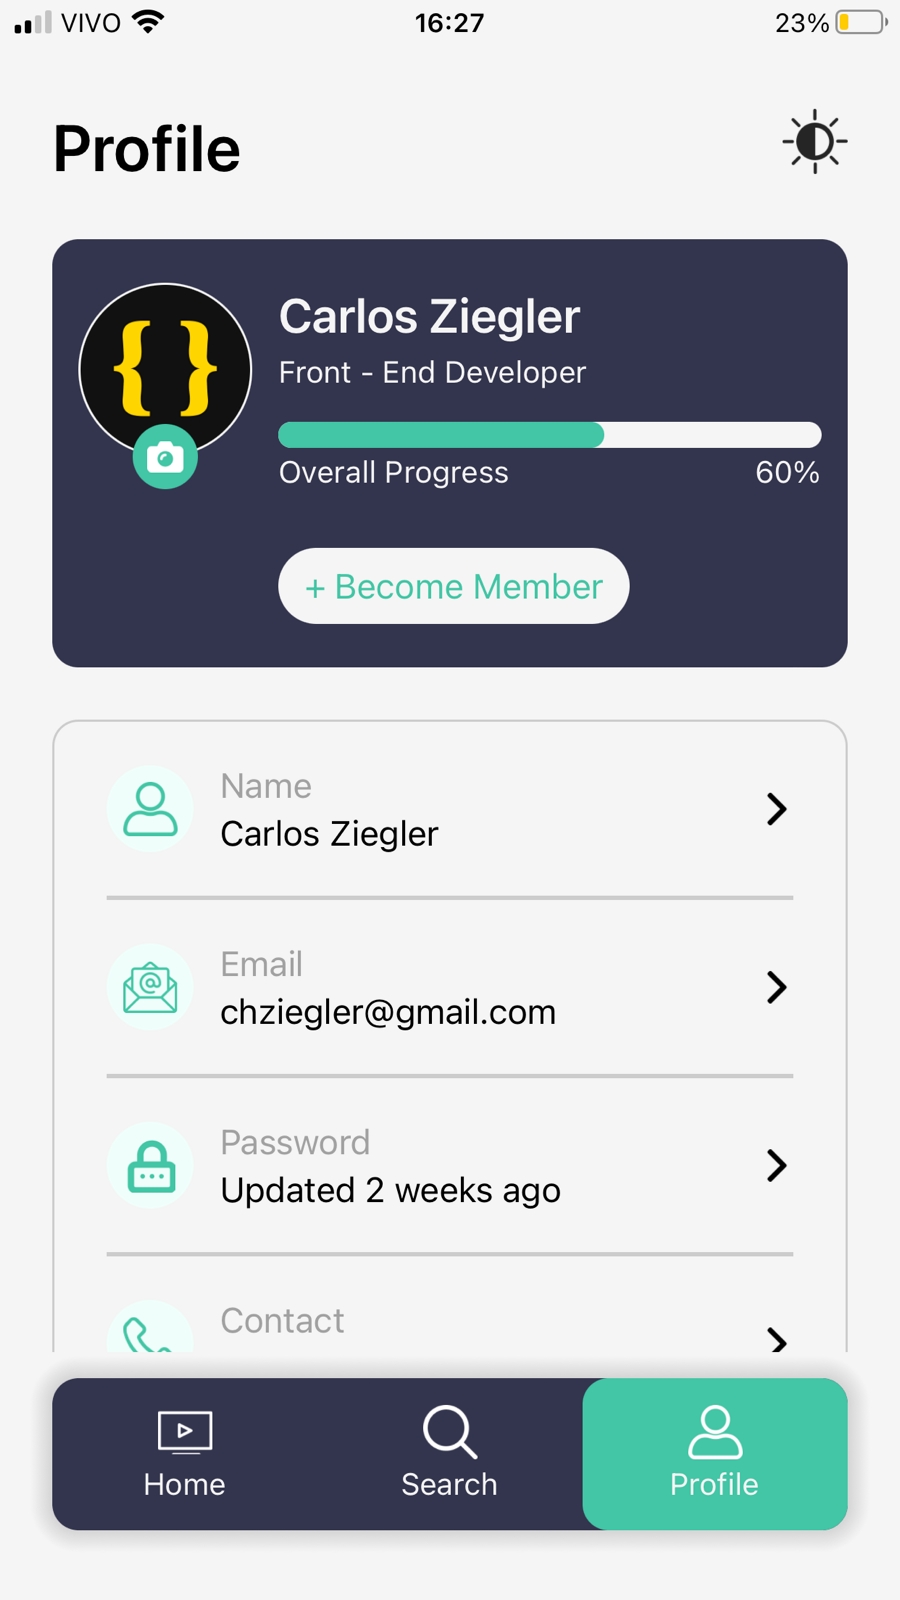 VIVO 16:27 23%
Profile
{ }
Carlos Ziegler
Front - End Developer
Overall Progress 60%
+ Become Member
Name
Carlos Ziegler
Email
chziegler@gmail.com
Password
Updated 2 weeks ago
Contact
Home Search Profile